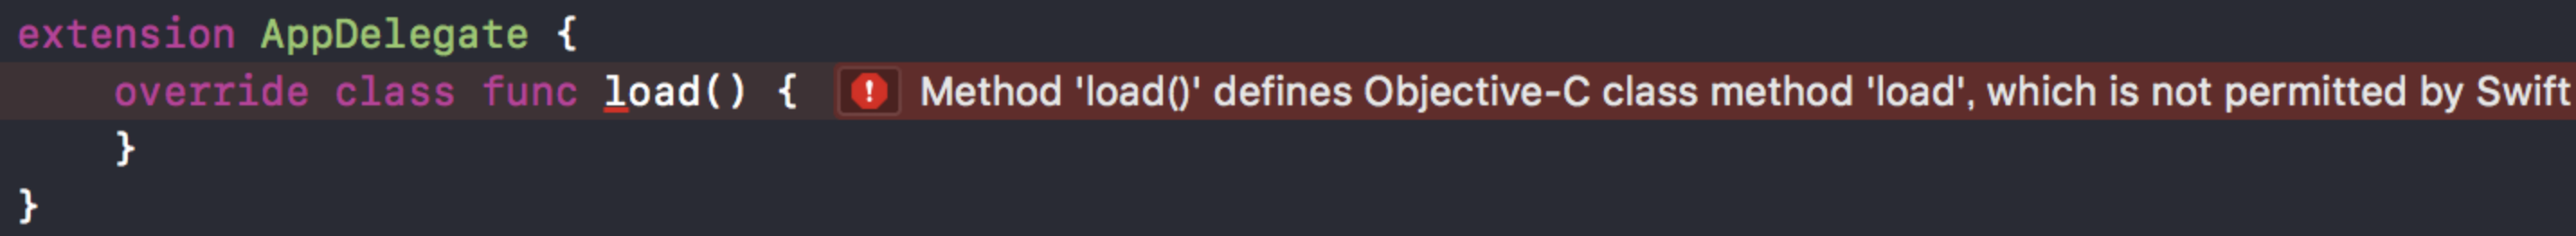 extension AppDelegate {
    override class func load() { Method 'load()' defines Objective-C class method 'load', which is not permitted by Swift
    }
}